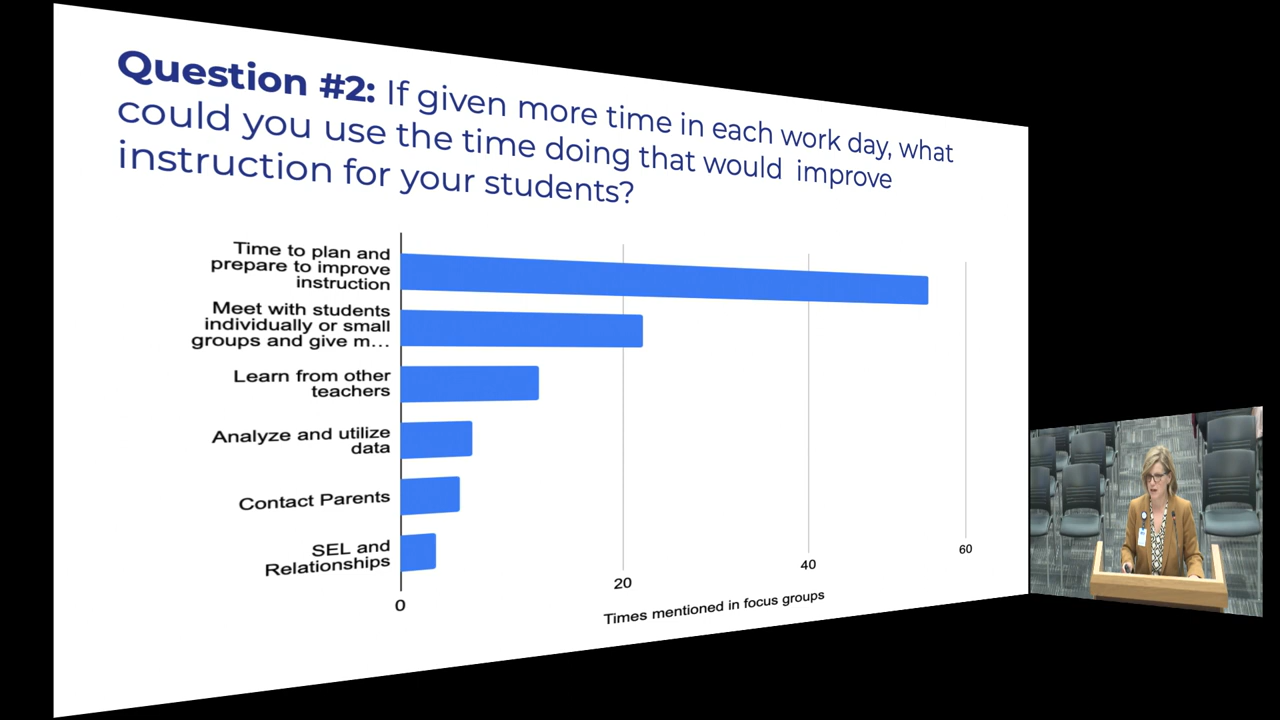 Question #2: If given more time in each work day, what
could you use the time doing that would improve
instruction for your students?
Time to plan and
prepare to improve
instruction
Meet with students
individually or small
groups and give m...
Learn from other
teachers
Analyze and utilize
data
Contact Parents
SEL and
Relationships
0
20
40
60
Times mentioned in focus groups